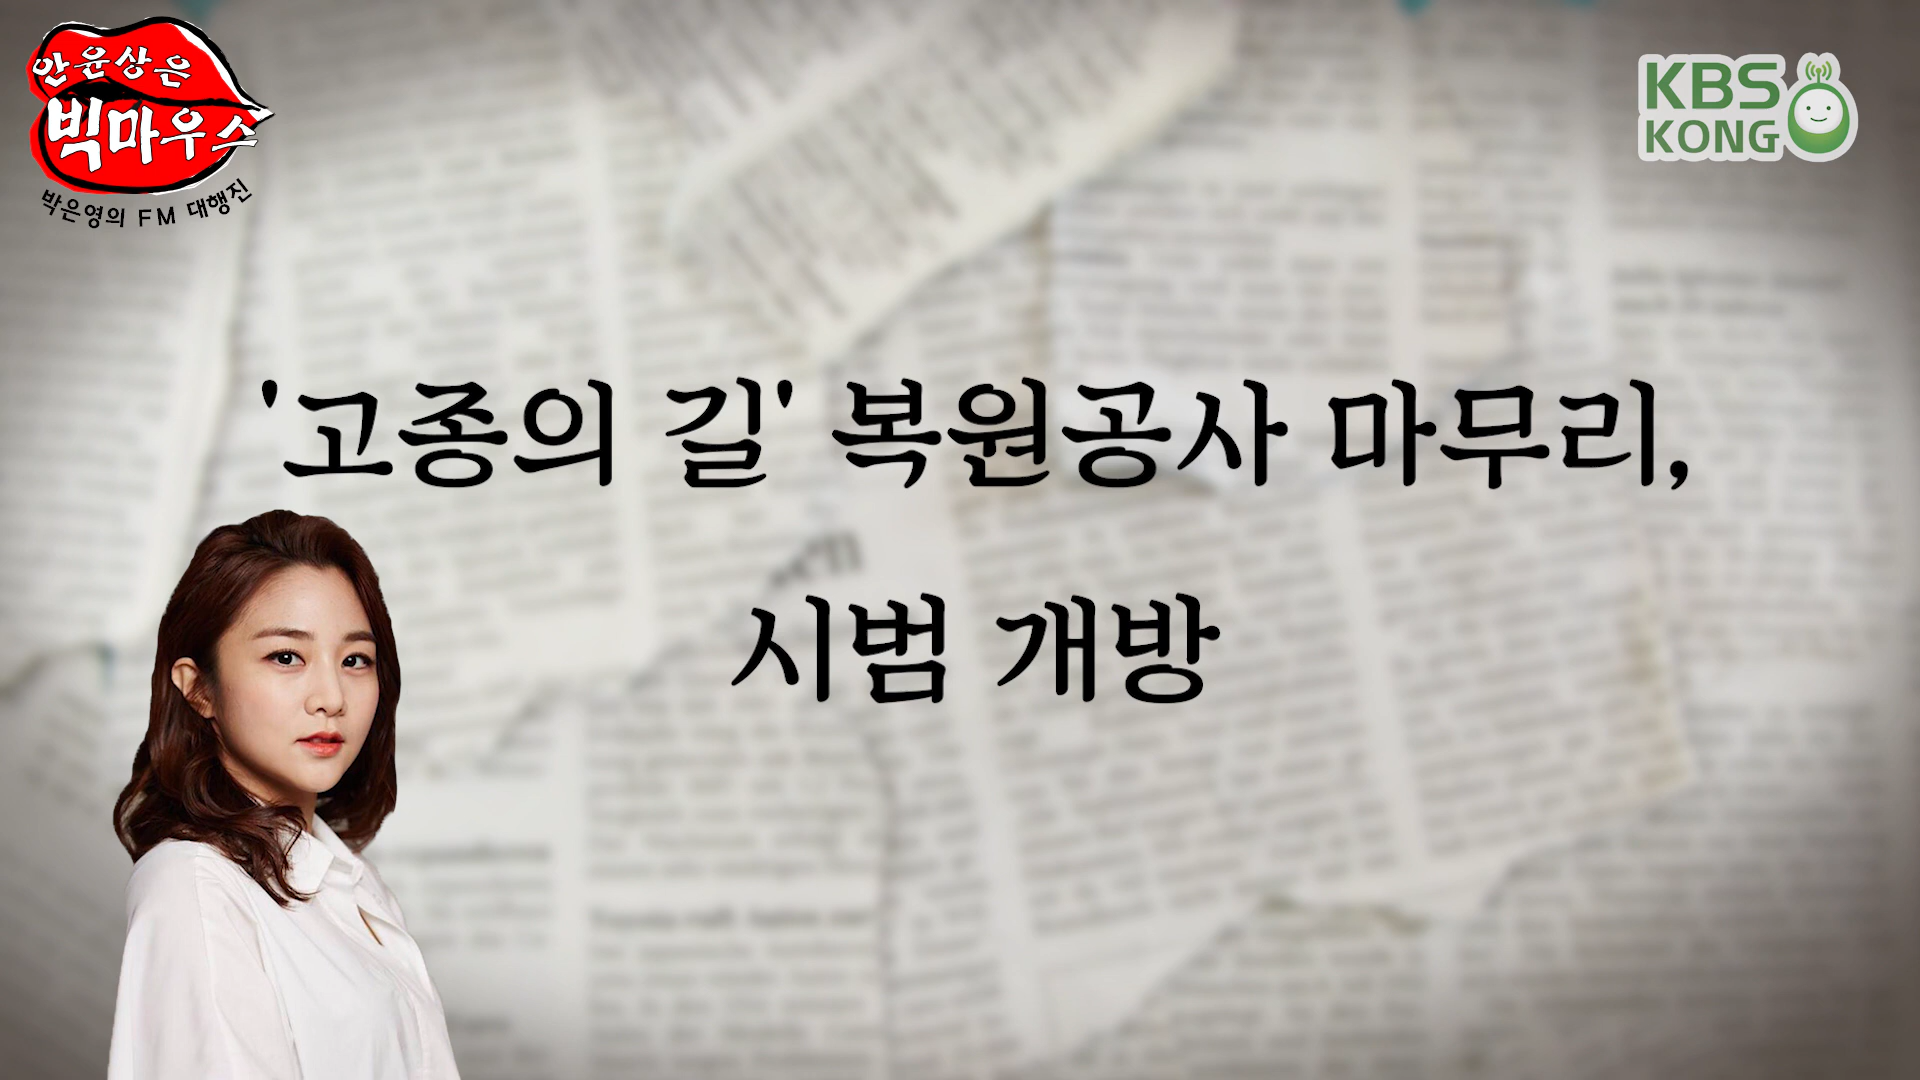 안윤상은
빅마우스
박은영의 FM 대행진
KBS
KONG
'고종의 길' 복원공사 마무리,
시범 개방